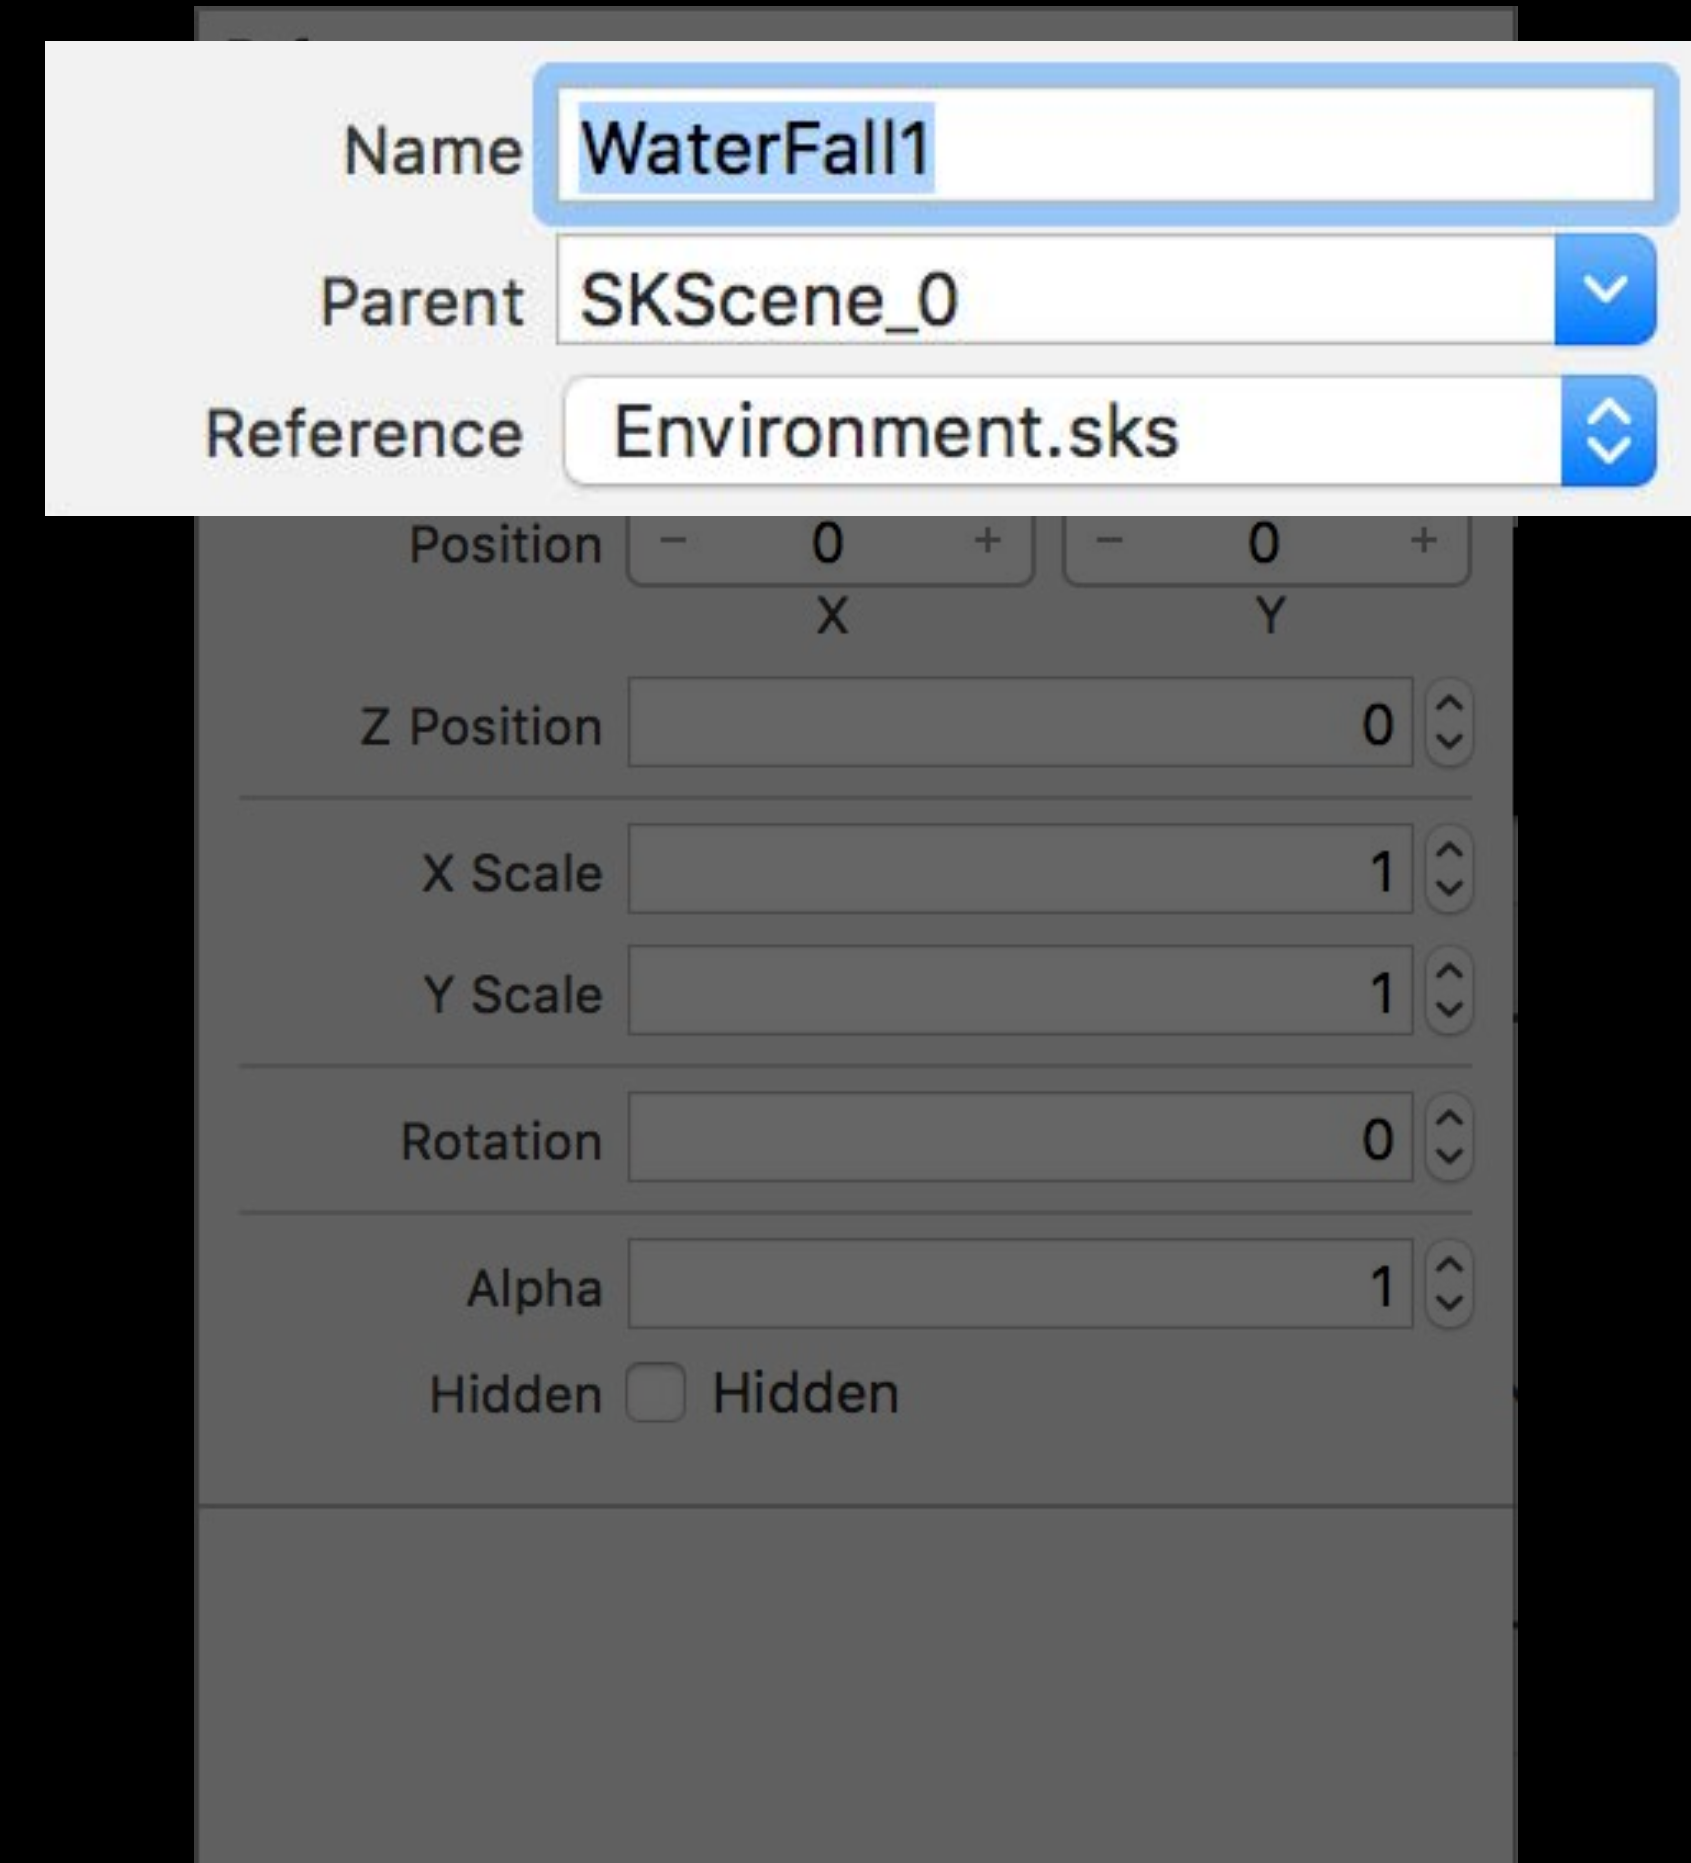 Name WaterFall1
Parent SKScene_0
Reference Environment.sks
Position − 0 + − 0 +
X Y
Z Position 0
X Scale 1
Y Scale 1
Rotation 0
Alpha 1
Hidden Hidden